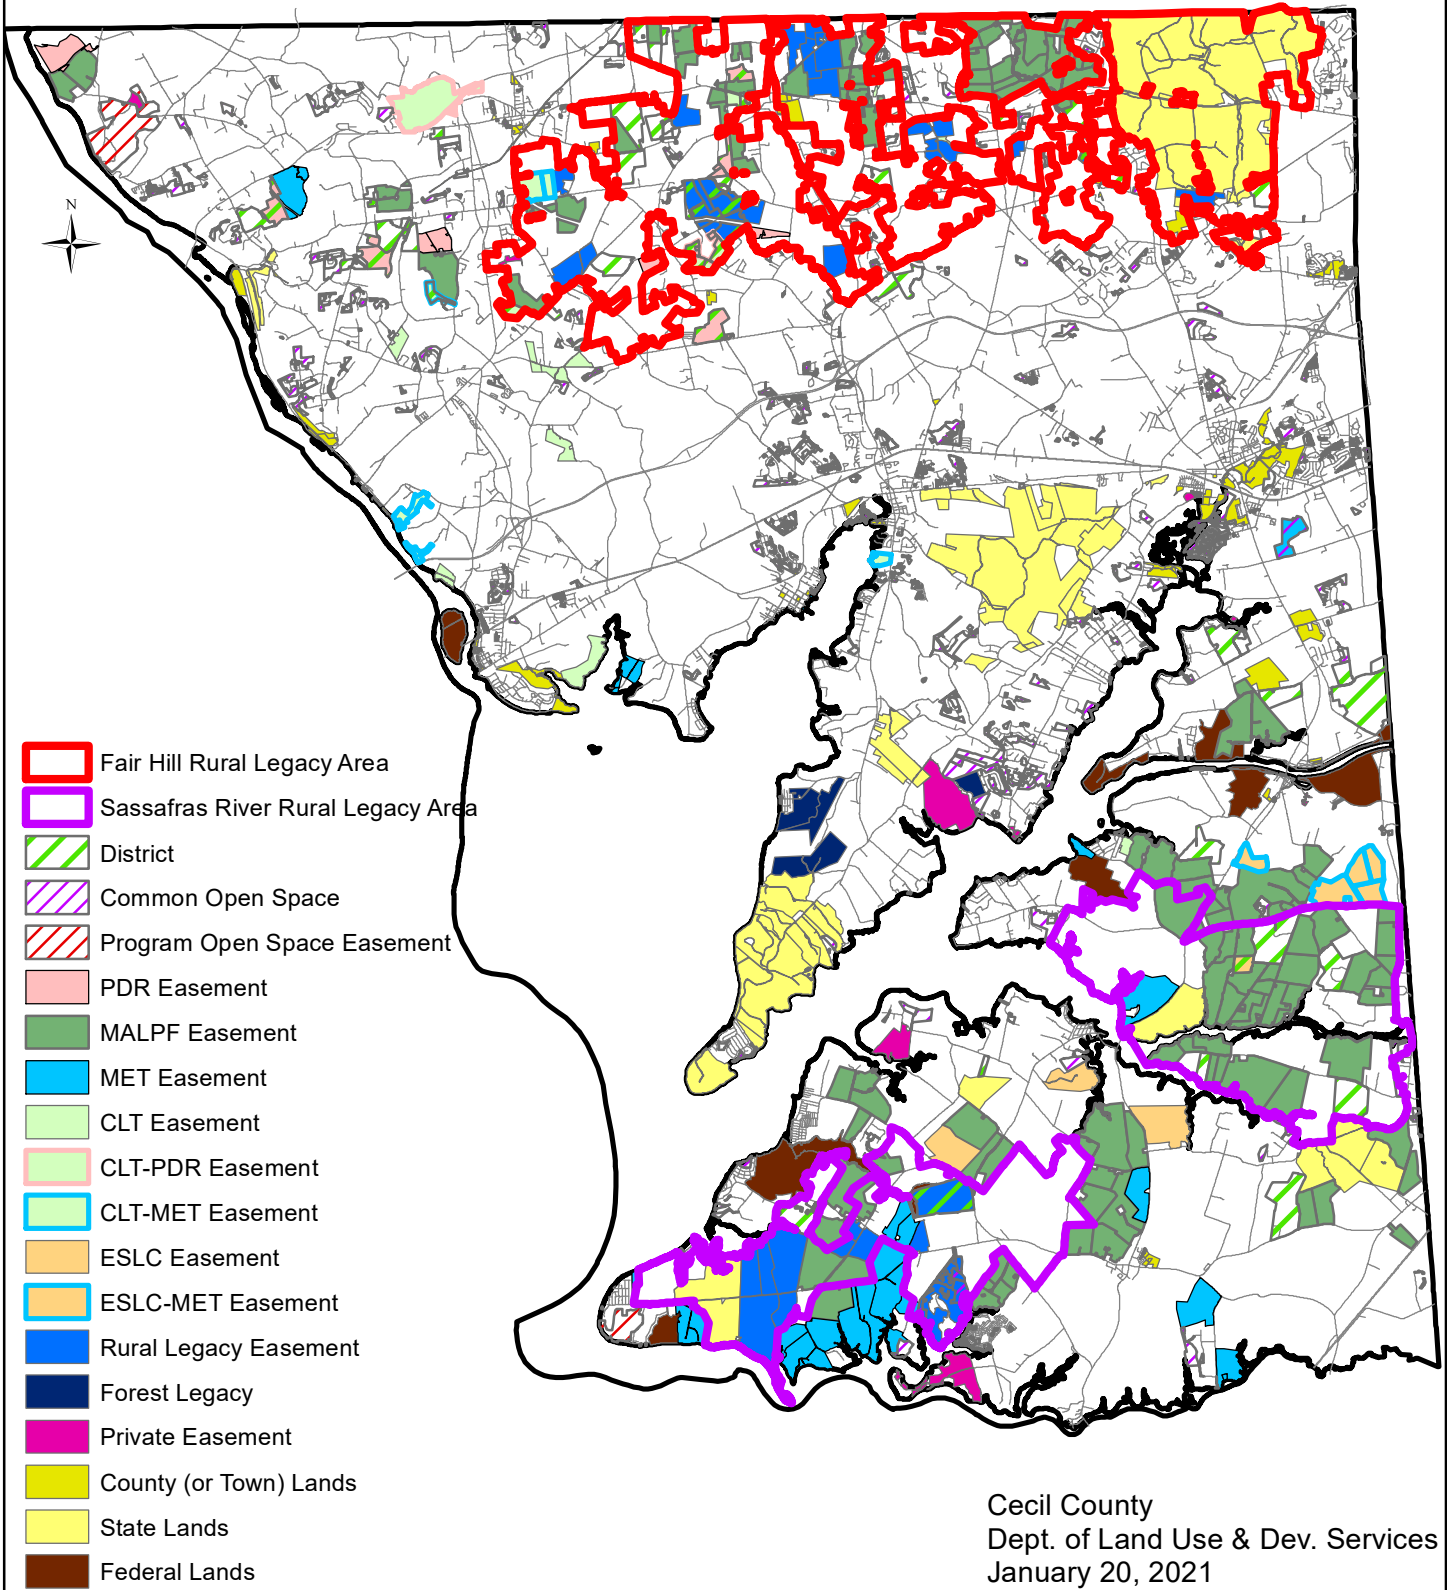 N
Fair Hill Rural Legacy Area
Sassafras River Rural Legacy Area
District
Common Open Space
Program Open Space Easement
PDR Easement
MALPF Easement
MET Easement
CLT Easement
CLT-PDR Easement
CLT-MET Easement
ESLC Easement
ESLC-MET Easement
Rural Legacy Easement
Forest Legacy
Private Easement
County (or Town) Lands
State Lands
Federal Lands
Cecil County
Dept. of Land Use & Dev. Services
January 20, 2021